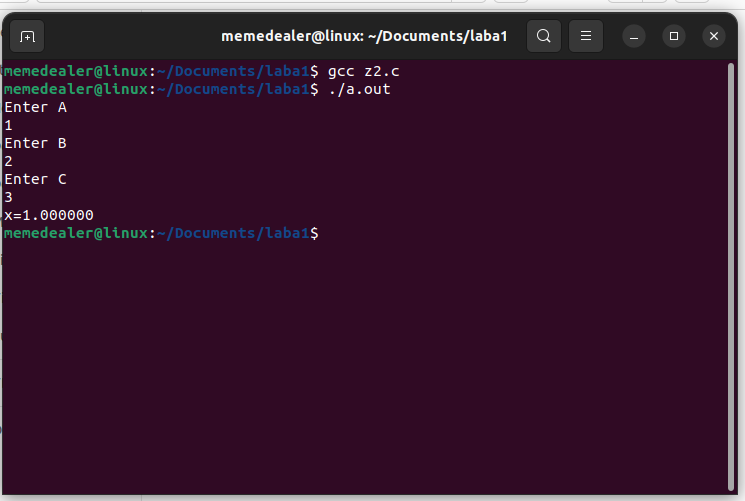 memedealer@linux: ~/Documents/laba1
memedealer@linux:~/Documents/laba1$ gcc z2.c
memedealer@linux:~/Documents/laba1$ ./a.out
Enter A
1
Enter B
2
Enter C
3
x=1.000000
memedealer@linux:~/Documents/laba1$